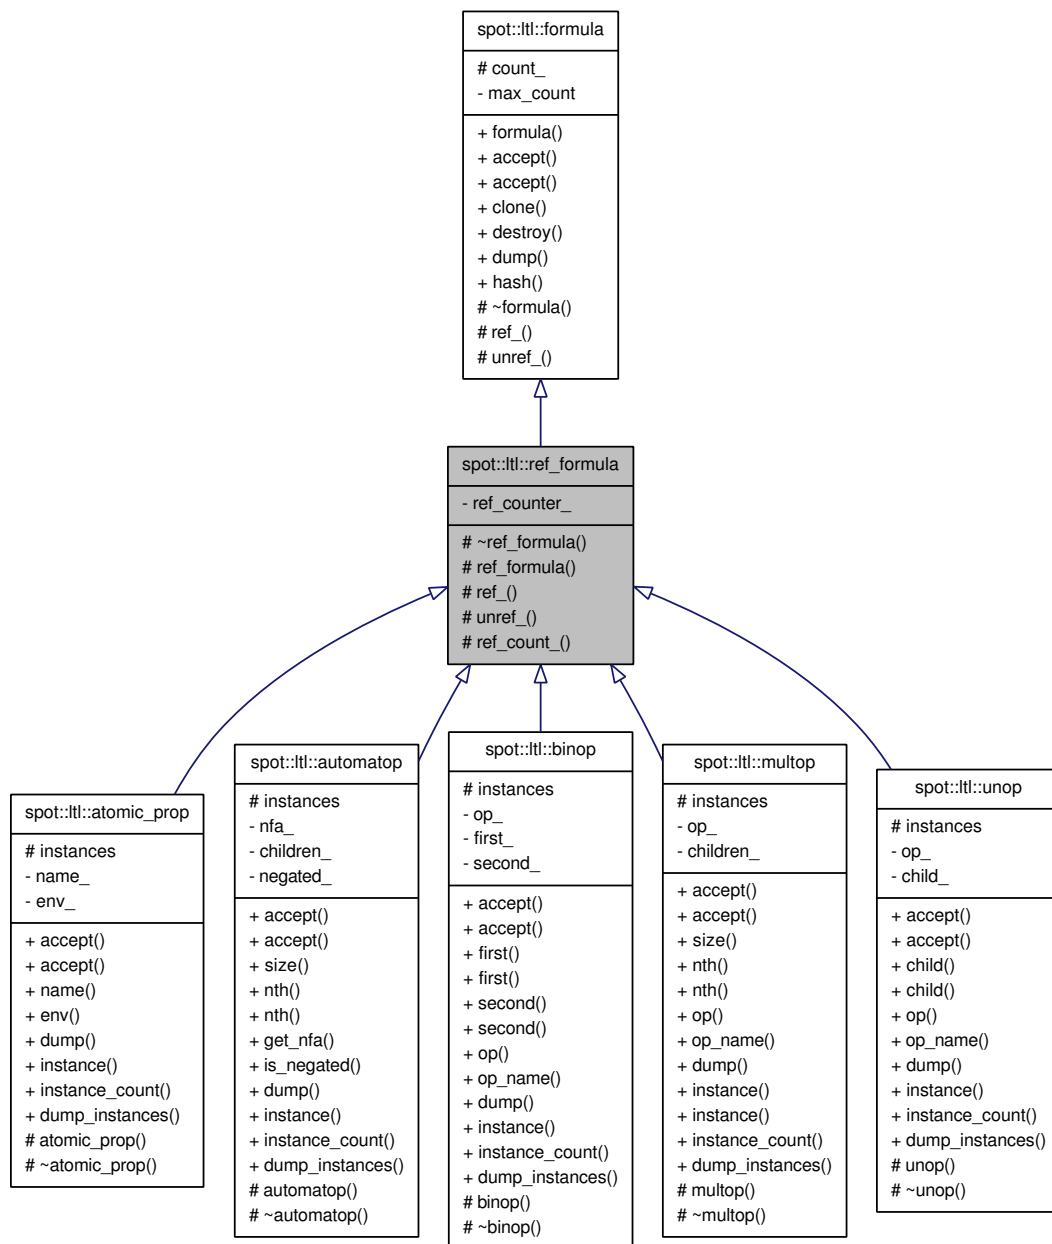 spot::ltl::formula
# count_
- max_count
+ formula()
+ accept()
+ accept()
+ clone()
+ destroy()
+ dump()
+ hash()
# ~formula()
# ref_()
# unref_()
spot::ltl::ref_formula
- ref_counter_
# ~ref_formula()
# ref_formula()
# ref_()
# unref_()
# ref_count_()
spot::ltl::atomic_prop
# instances
- name_
- env_
+ accept()
+ accept()
+ name()
+ env()
+ dump()
+ instance()
+ instance_count()
+ dump_instances()
# atomic_prop()
# ~atomic_prop()
spot::ltl::automatop
# instances
- nfa_
- children_
- negated_
+ accept()
+ accept()
+ size()
+ nth()
+ nth()
+ get_nfa()
+ is_negated()
+ dump()
+ instance()
+ instance_count()
+ dump_instances()
# automatop()
# ~automatop()
spot::ltl::binop
# instances
- op_
- first_
- second_
+ accept()
+ accept()
+ first()
+ first()
+ second()
+ second()
+ op()
+ op_name()
+ dump()
+ instance()
+ instance_count()
+ dump_instances()
# binop()
# ~binop()
spot::ltl::multop
# instances
- op_
- children_
+ accept()
+ accept()
+ size()
+ nth()
+ nth()
+ op()
+ op_name()
+ dump()
+ instance()
+ instance()
+ instance_count()
+ dump_instances()
# multop()
# ~multop()
spot::ltl::unop
# instances
- op_
- child_
+ accept()
+ accept()
+ child()
+ child()
+ op()
+ op_name()
+ dump()
+ instance()
+ instance_count()
+ dump_instances()
# unop()
# ~unop()